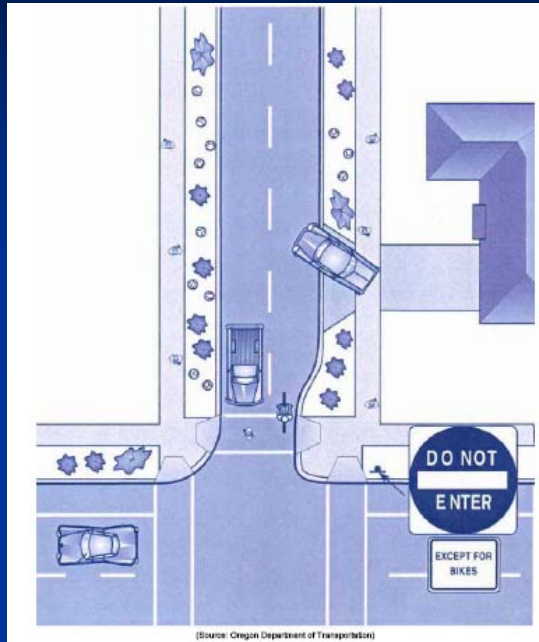 DO NOT
ENTER
EXCEPT FOR
BIKES
(Source: Oregon Department of Transportation)